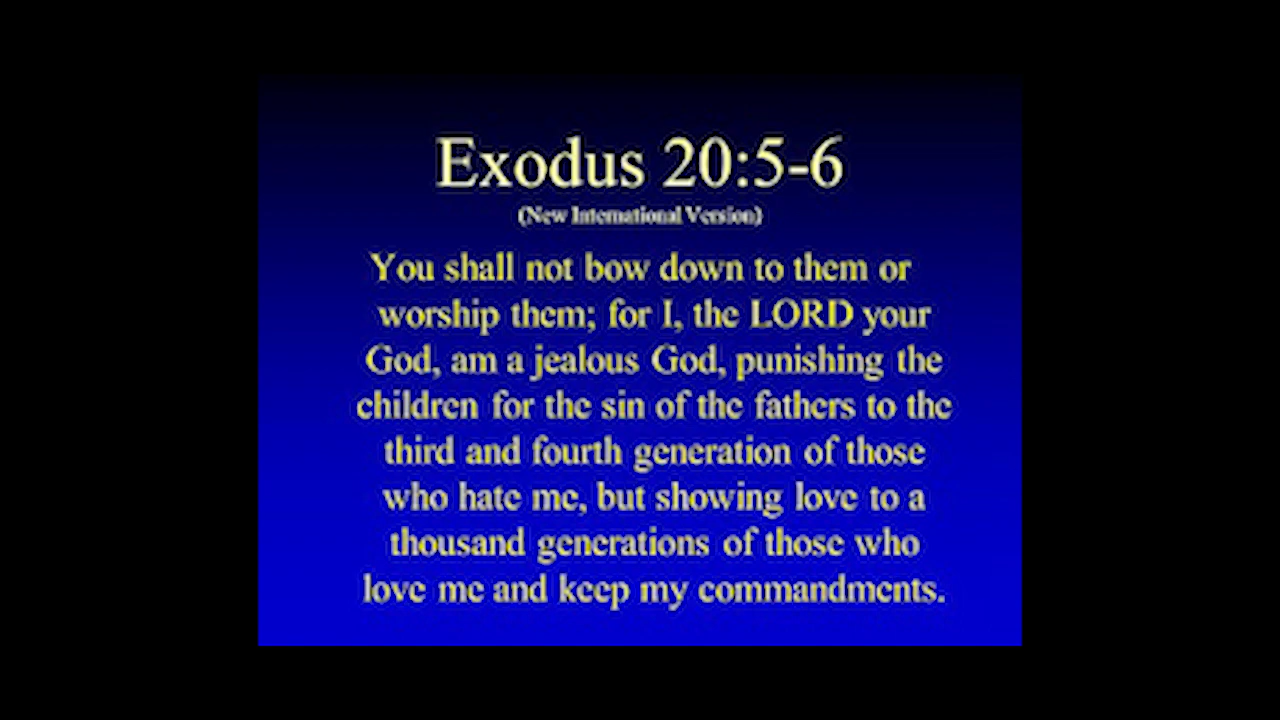 Exodus 20:5-6
(New International Version)
You shall not bow down to them or
worship them; for I, the LORD your
God, am a jealous God, punishing the
children for the sin of the fathers to the
third and fourth generation of those
who hate me, but showing love to a
thousand generations of those who
love me and keep my commandments.